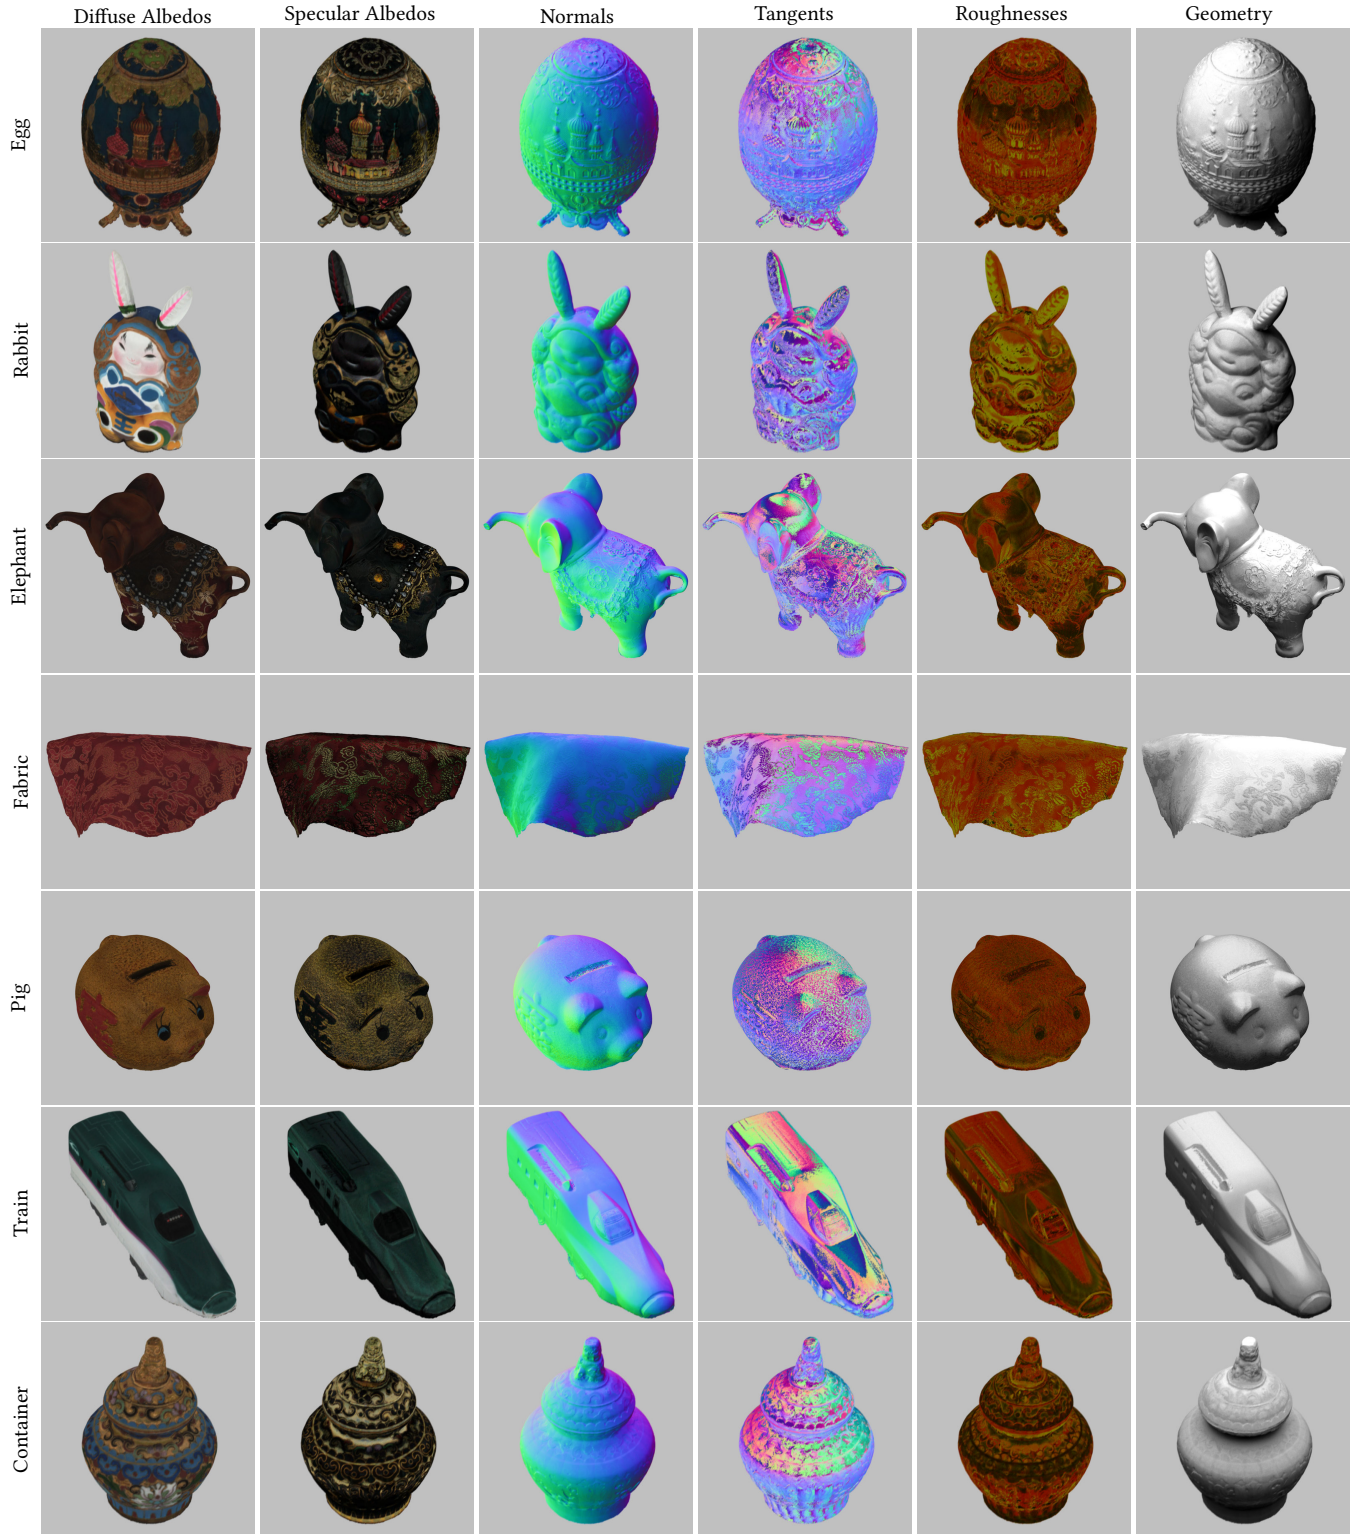 Diffuse Albedos Specular Albedos Normals Tangents Roughnesses Geometry
Egg
Rabbit
Elephant
Fabric
Pig
Train
Container